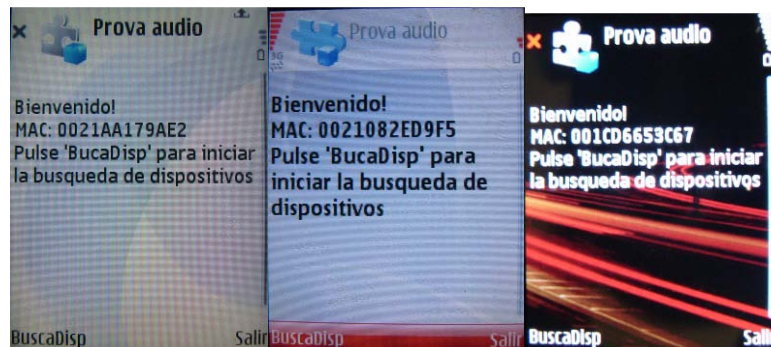 Prova audio
Bienvenido!
MAC: 0021AA179AE2
Pulse 'BucaDisp' para iniciar
la busqueda de dispositivos
BuscaDisp Salir
Prova audio
3G
Bienvenido!
MAC: 0021082ED9F5
Pulse 'BucaDisp' para
iniciar la busqueda de
dispositivos
BuscaDisp Salir
Prova audio
Bienvenido!
MAC: 001CD6653C67
Pulse 'BucaDisp' para iniciar
la busqueda de dispositivos
BuscaDisp Salir